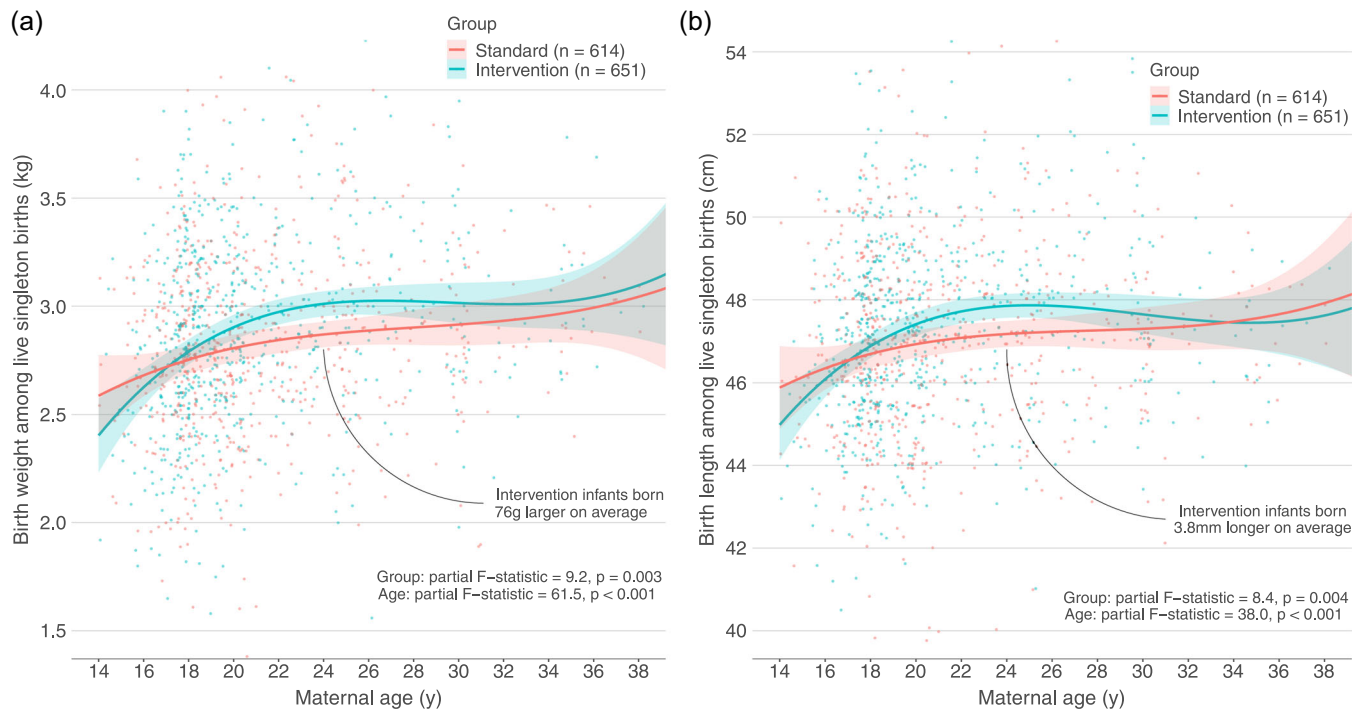 (a)
Group
Standard (n = 614)
Intervention (n = 651)
Birth weight among live singleton births (kg)
4.0
3.5
3.0
2.5
2.0
1.5
Intervention infants born
76g larger on average
Group: partial F−statistic = 9.2, p = 0.003
Age: partial F−statistic = 61.5, p < 0.001
14 16 18 20 22 24 26 28 30 32 34 36 38
Maternal age (y)
(b)
Group
Standard (n = 614)
Intervention (n = 651)
Birth length among live singleton births (cm)
54
52
50
48
46
44
42
40
Intervention infants born
3.8mm longer on average
Group: partial F−statistic = 8.4, p = 0.004
Age: partial F−statistic = 38.0, p < 0.001
14 16 18 20 22 24 26 28 30 32 34 36 38
Maternal age (y)